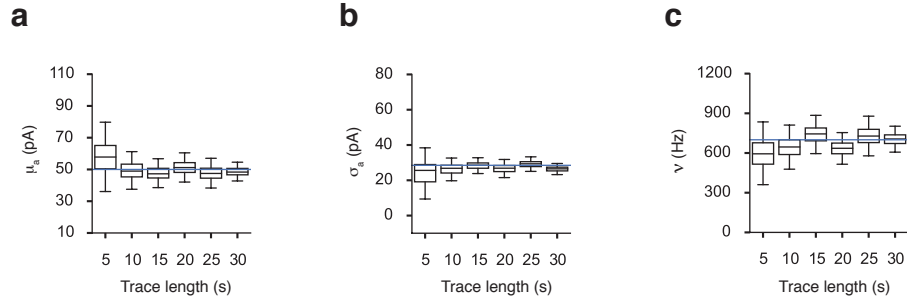 a
μa (pA)
110
90
70
50
30
10
5 10 15 20 25 30
Trace length (s)
b
σa (pA)
80
60
40
20
0
5 10 15 20 25 30
Trace length (s)
c
ν (Hz)
1200
900
600
300
0
5 10 15 20 25 30
Trace length (s)